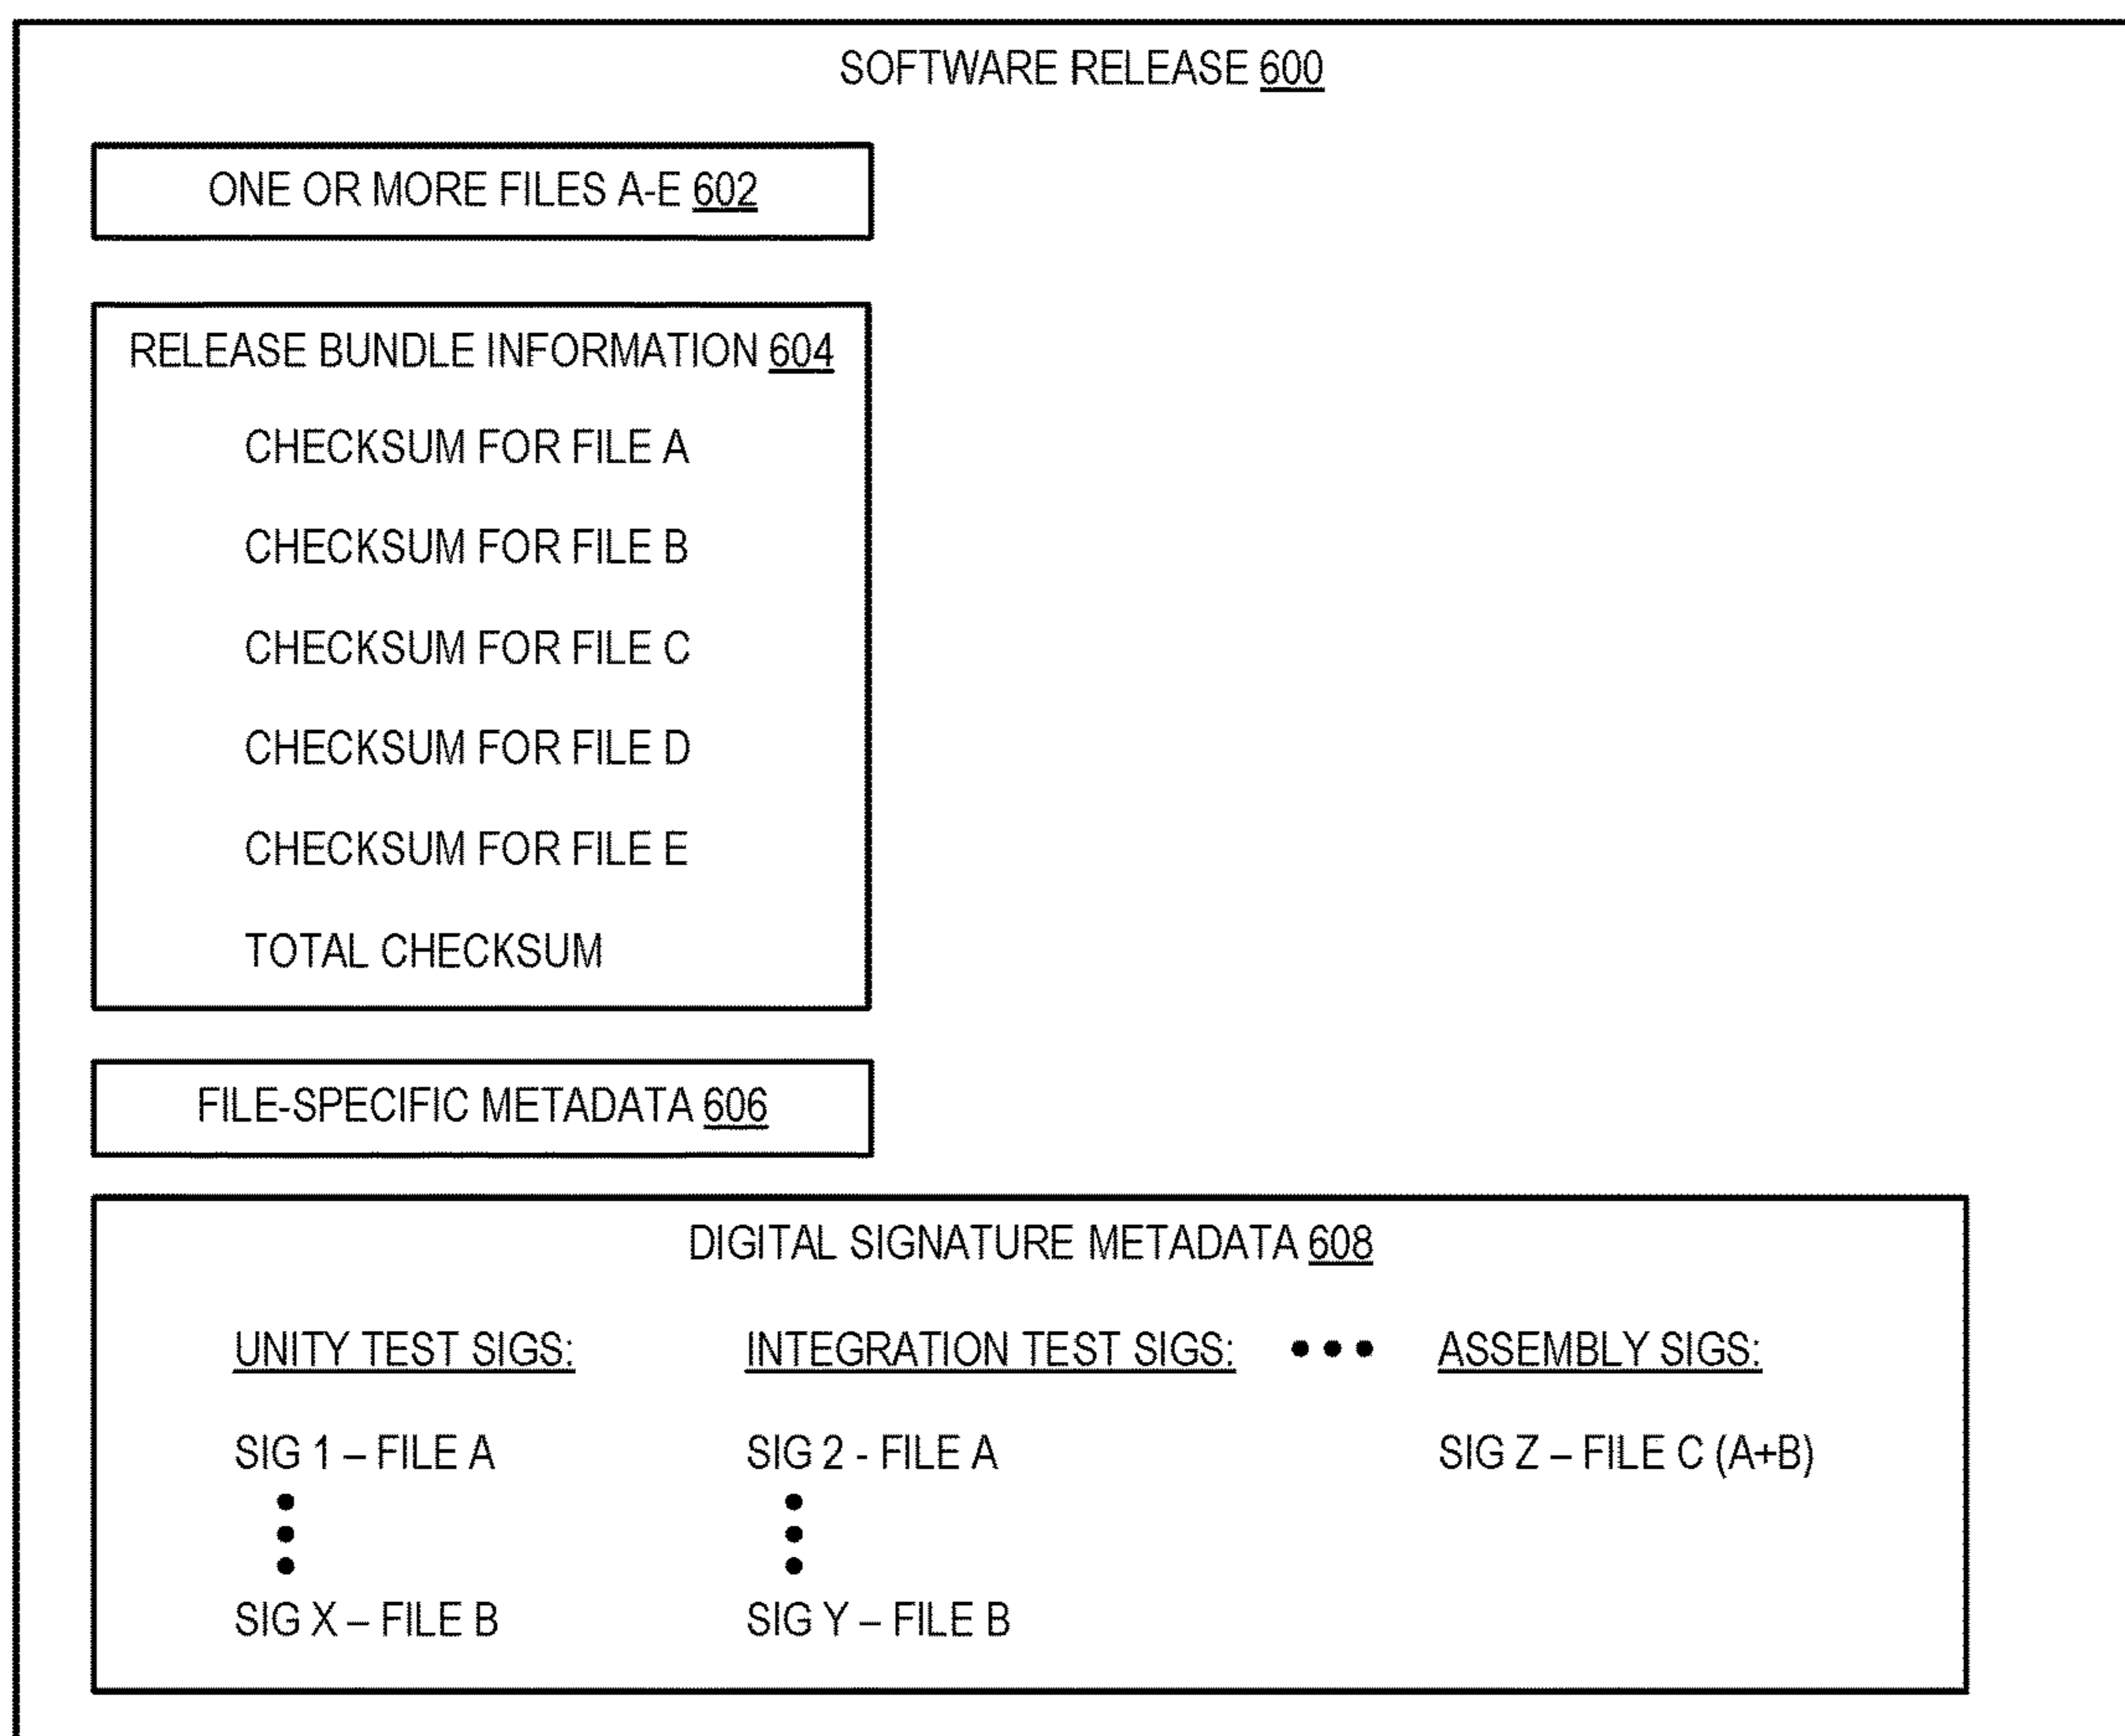 SOFTWARE RELEASE 600
ONE OR MORE FILES A-E 602
RELEASE BUNDLE INFORMATION 604
CHECKSUM FOR FILE A
CHECKSUM FOR FILE B
CHECKSUM FOR FILE C
CHECKSUM FOR FILE D
CHECKSUM FOR FILE E
TOTAL CHECKSUM
FILE-SPECIFIC METADATA 606
DIGITAL SIGNATURE METADATA 608
UNITY TEST SIGS: INTEGRATION TEST SIGS: ••• ASSEMBLY SIGS:
SIG 1 – FILE A SIG 2 - FILE A SIG Z – FILE C (A+B)
SIG X – FILE B SIG Y – FILE B